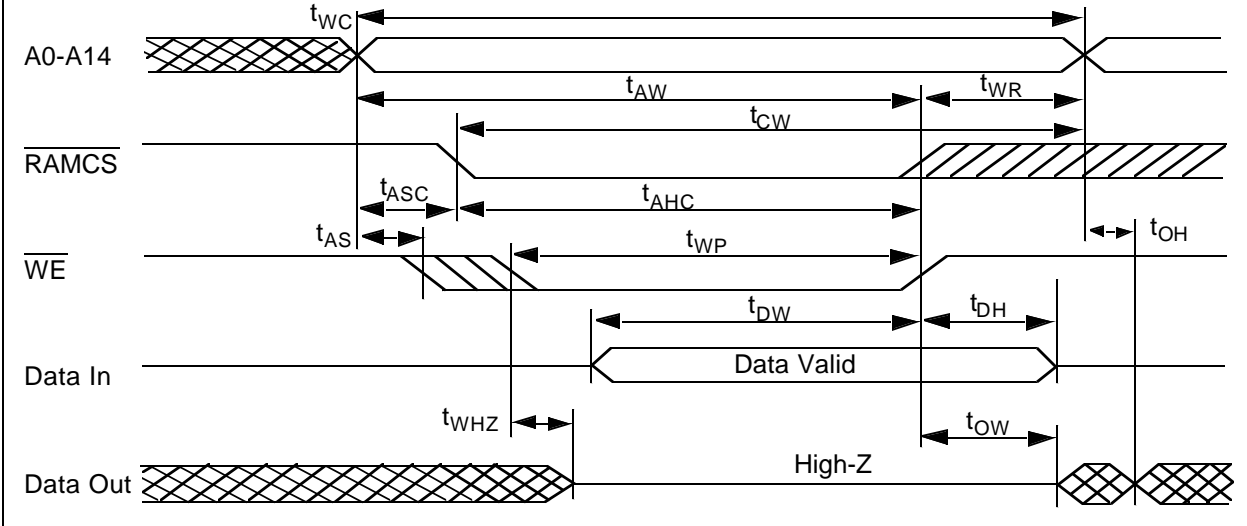 tWC
A0-A14
tAW
tWR
tCW
RAMCS
tASC
tAHC
tAS
tWP
tOH
WE
tDW
tDH
Data In
Data Valid
tWHZ
tOW
High-Z
Data Out